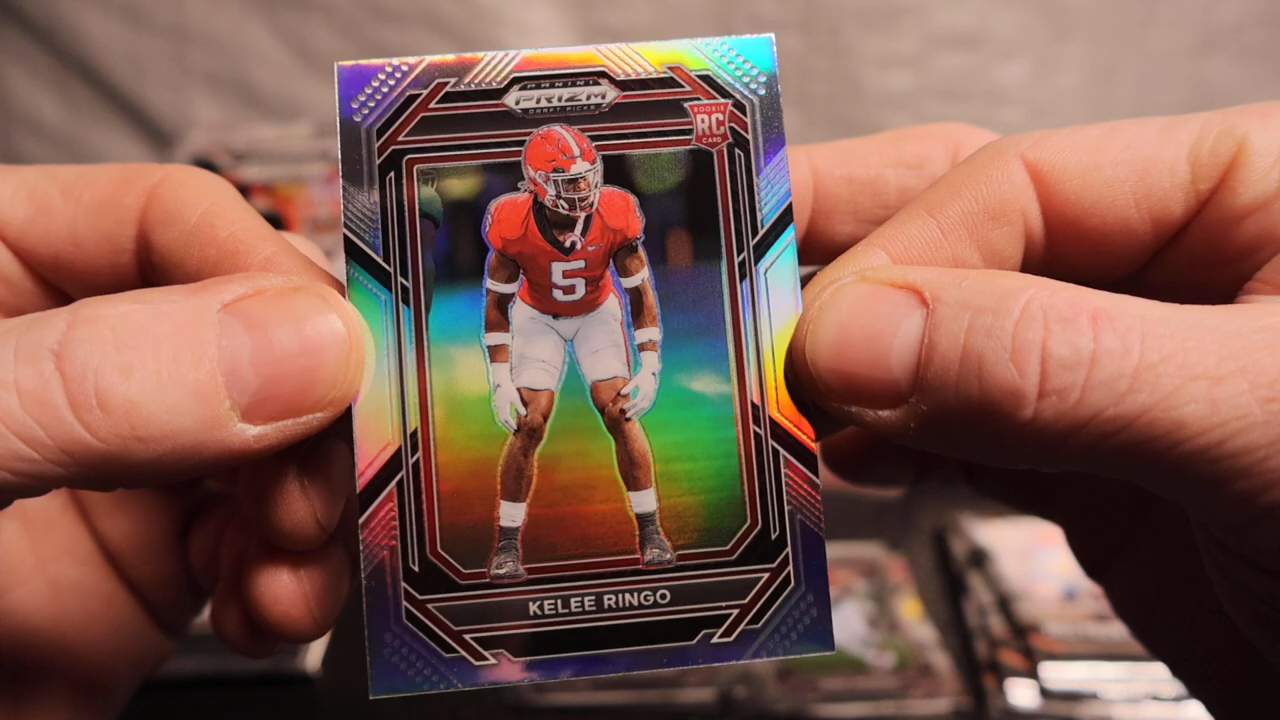 PANINI
PRIZM
DRAFT PICKS
ROOKIE
RC
CARD
5
KELEE RINGO